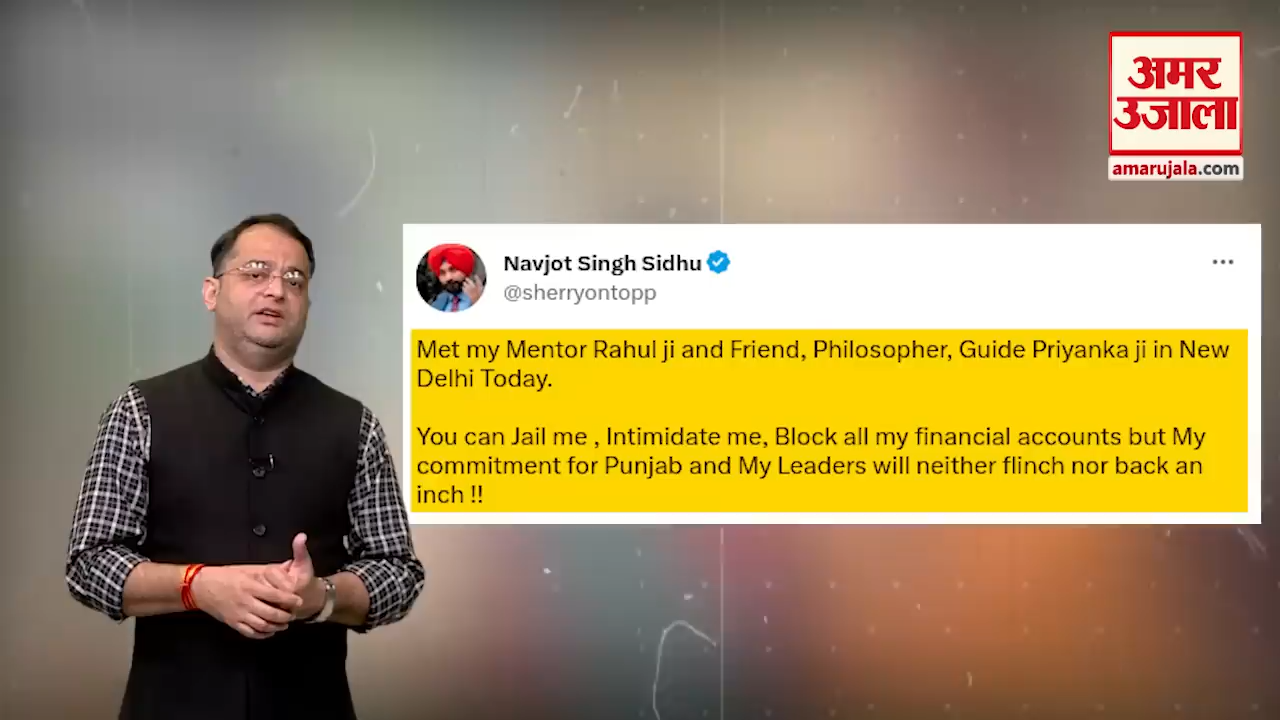 अमर
उजाला
amarujala.com
Navjot Singh Sidhu
@sherryontopp
Met my Mentor Rahul ji and Friend, Philosopher, Guide Priyanka ji in New
Delhi Today.
You can Jail me , Intimidate me, Block all my financial accounts but My
commitment for Punjab and My Leaders will neither flinch nor back an
inch !!